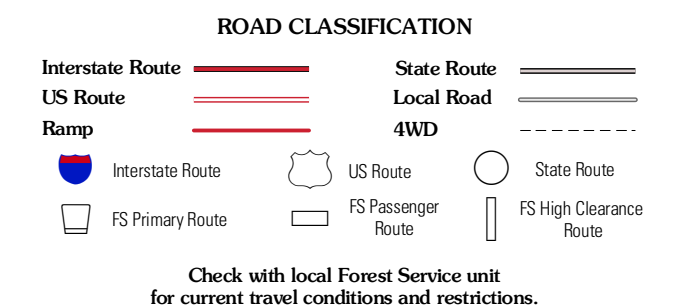 ROAD CLASSIFICATION
Interstate Route
State Route
US Route
Local Road
Ramp
4WD
Interstate Route
US Route
State Route
FS Primary Route
FS Passenger
Route
FS High Clearance
Route
Check with local Forest Service unit
for current travel conditions and restrictions.